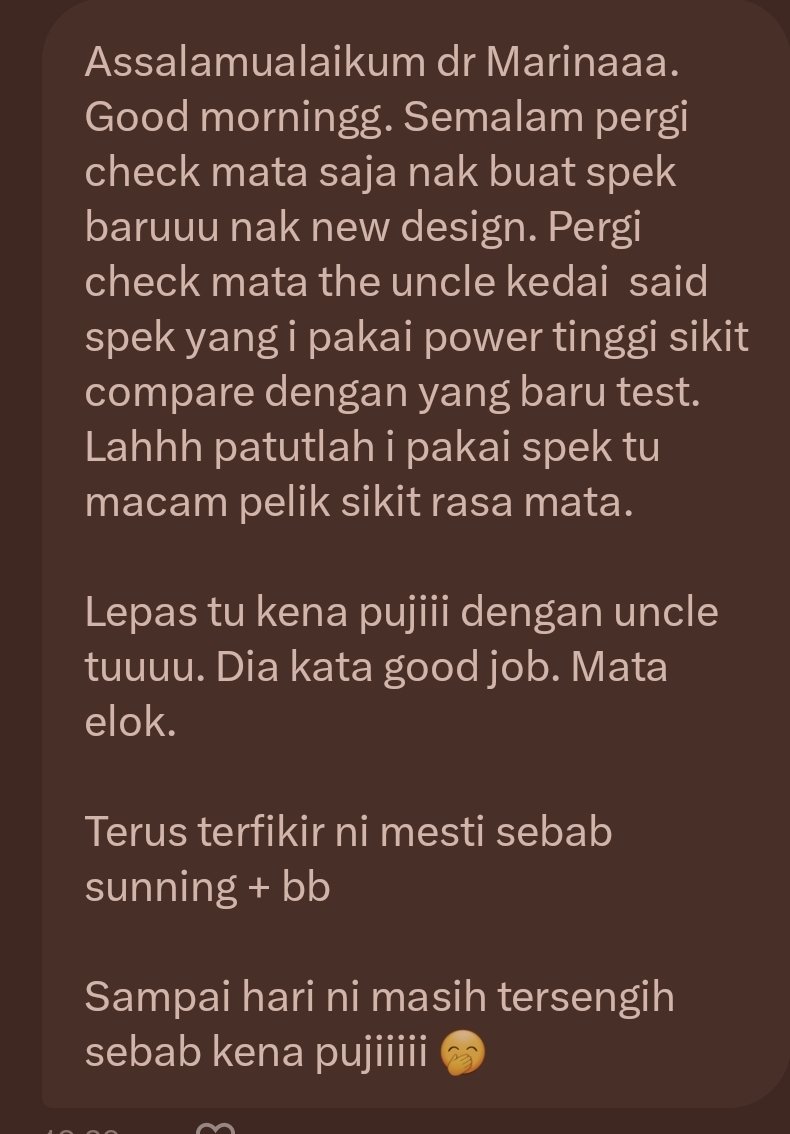 Assalamualaikum dr Marinaaa.
Good morningg. Semalam pergi
check mata saja nak buat spek
baruuu nak new design. Pergi
check mata the uncle kedai  said
spek yang i pakai power tinggi sikit
compare dengan yang baru test.
Lahhh patutlah i pakai spek tu
macam pelik sikit rasa mata.

Lepas tu kena pujiii dengan uncle
tuuuu. Dia kata good job. Mata
elok.

Terus terfikir ni mesti sebab
sunning + bb

Sampai hari ni masih tersengih
sebab kena pujiiiiii 🤭